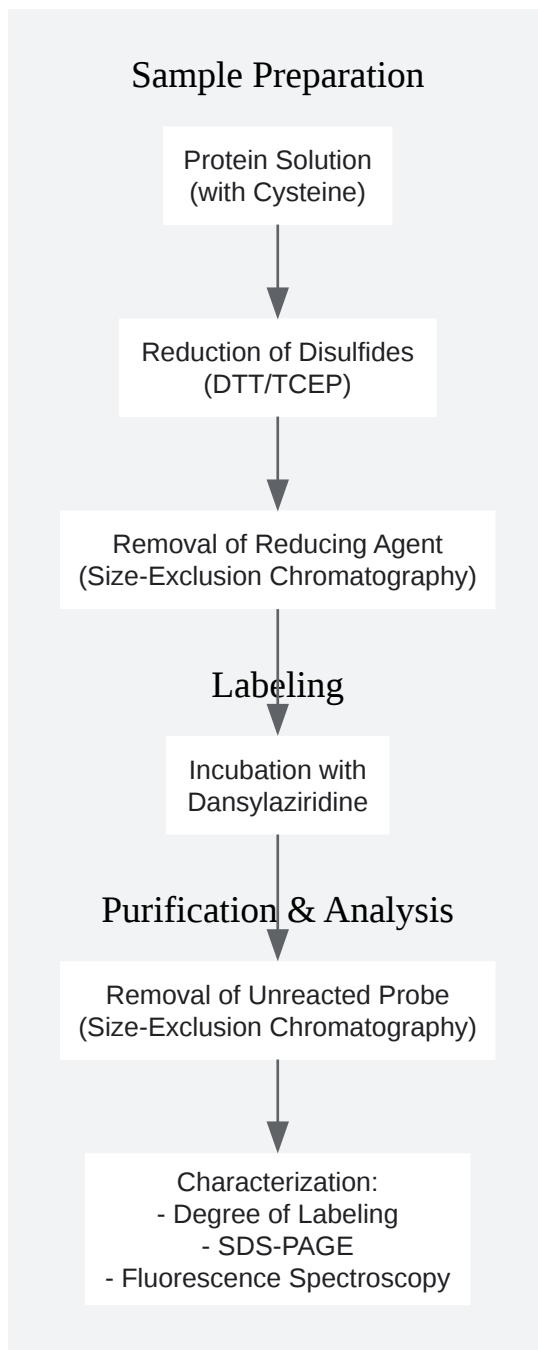 Sample Preparation
Protein Solution
(with Cysteine)
Reduction of Disulfides
(DTT/TCEP)
Removal of Reducing Agent
(Size-Exclusion Chromatography)
Labeling
Incubation with
Dansylaziridine
Purification & Analysis
Removal of Unreacted Probe
(Size-Exclusion Chromatography)
Characterization:
- Degree of Labeling
- SDS-PAGE
- Fluorescence Spectroscopy